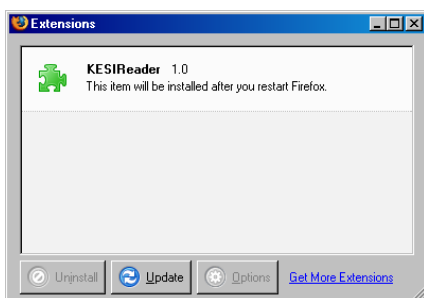 Extensions
KESIReader 1.0
This item will be installed after you restart Firefox.
Uninstall Update Options Get More Extensions